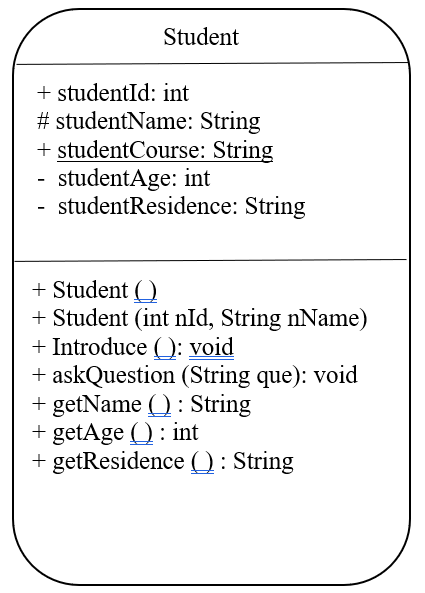 Student
+ studentId: int
# studentName: String
+ studentCourse: String
- studentAge: int
- studentResidence: String
+ Student ( )
+ Student (int nId, String nName)
+ Introduce ( ): void
+ askQuestion (String que): void
+ getName ( ) : String
+ getAge ( ) : int
+ getResidence ( ) : String